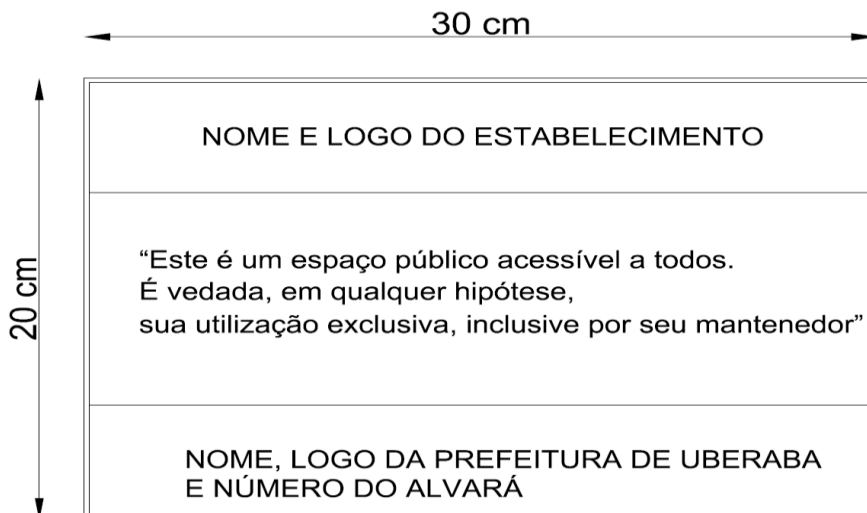 30 cm
NOME E LOGO DO ESTABELECIMENTO
20 cm
“Este é um espaço público acessível a todos.
É vedada, em qualquer hipótese,
sua utilização exclusiva, inclusive por seu mantenedor”
NOME, LOGO DA PREFEITURA DE UBERABA
E NÚMERO DO ALVARÁ